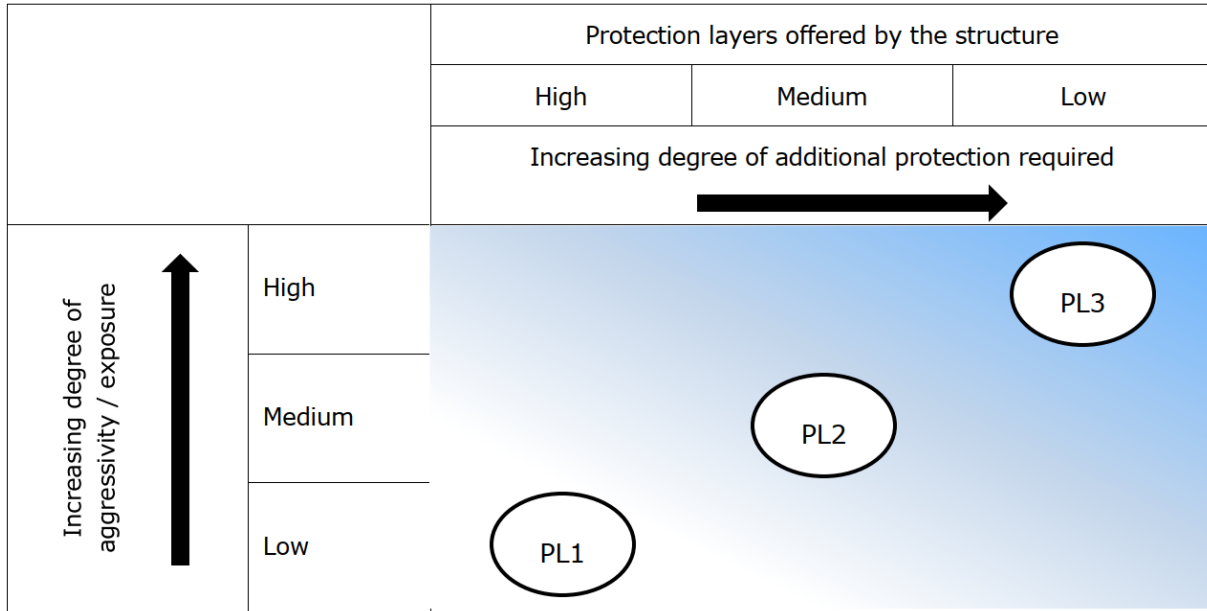 Protection layers offered by the structure
High
Medium
Low
Increasing degree of additional protection required
Increasing degree of
aggressivity / exposure
High
PL3
Medium
PL2
Low
PL1